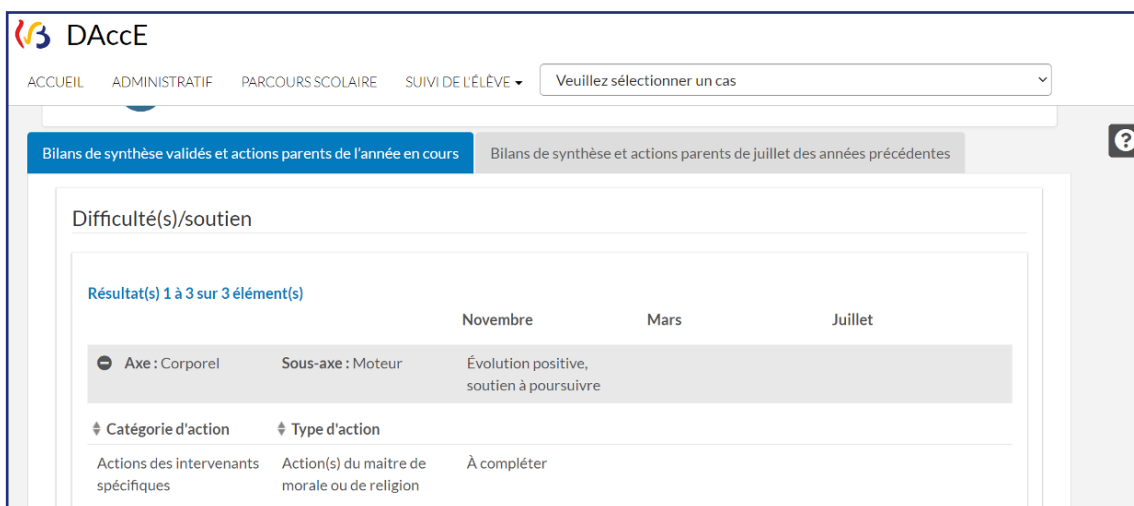 DAccE
ACCUEIL ADMINISTRATIF PARCOURS SCOLAIRE SUIVI DE L'ÉLÈVE Veuillez sélectionner un cas
Bilans de synthèse validés et actions parents de l'année en cours Bilans de synthèse et actions parents de juillet des années précédentes
?
Difficulté(s)/soutien
Résultat(s) 1 à 3 sur 3 élément(s)
Novembre Mars Juillet
Axe : Corporel Sous-axe : Moteur Évolution positive,
soutien à poursuivre
Catégorie d'action Type d'action
Actions des intervenants Action(s) du maitre de À compléter
spécifiques morale ou de religion